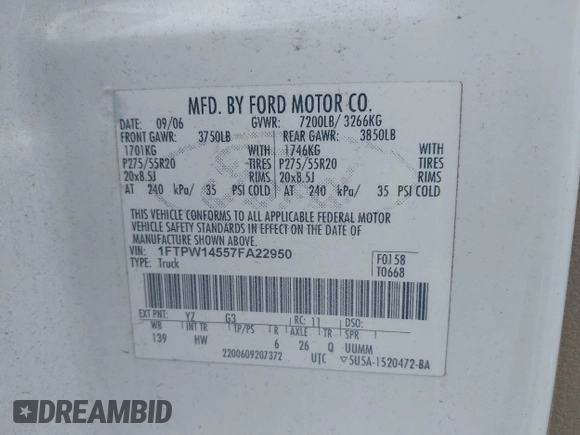 MFD. BY FORD MOTOR CO.
DATE: 09/06 GVWR: 7200LB/ 3266KG
FRONT GAWR: 3750LB REAR GAWR: 3850LB
1701KG WITH 1746KG WITH
P275/55R20 TIRES P275/55R20 TIRES
20x8.5J RIMS 20x8.5J RIMS
AT 240 kPa/ 35 PSI COLD AT 240 kPa/ 35 PSI COLD
THIS VEHICLE CONFORMS TO ALL APPLICABLE FEDERAL MOTOR
VEHICLE SAFETY STANDARDS IN EFFECT ON THE DATE OF
MANUFACTURE SHOWN ABOVE.
VIN: 1FTPW14557FA22950 F0158
TYPE: Truck T0668
EXT PNT: YZ G3 RC: 11 DSO:
WB INT TR TP/PS R AXLE TR SPR
139 HW 6 26 Q UUMM
2200609207372 UTC ▽5U5A-1520472-BA
DREAMBID